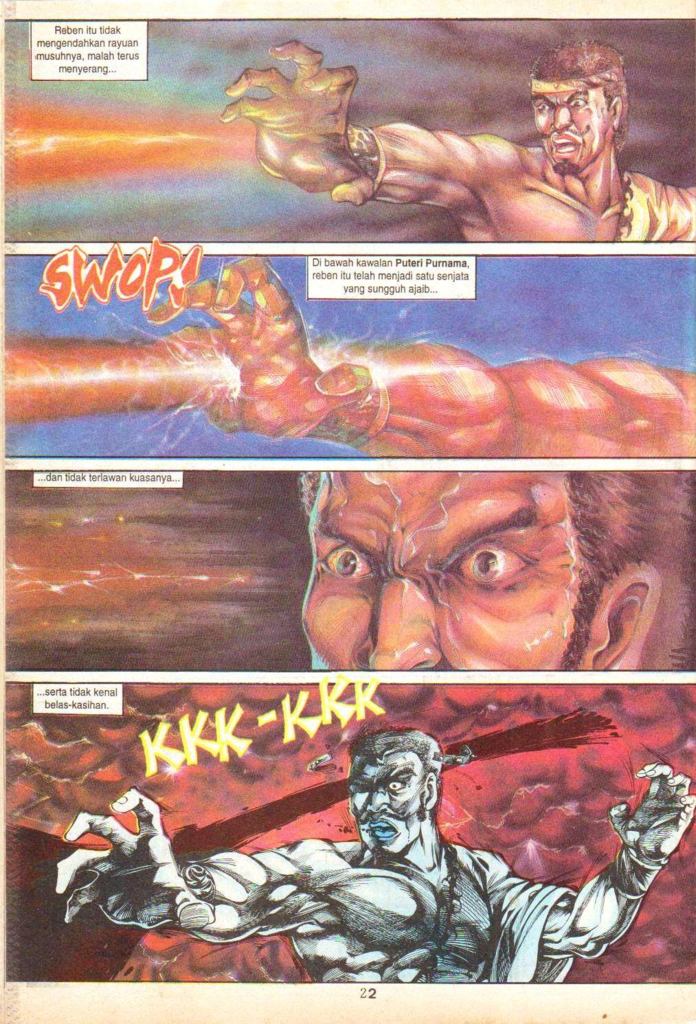 Reben itu tidak
mengendahkan rayuan
musuhnya, malah terus
menyerang...
SWOP!
Di bawah kawalan Puteri Purnama,
reben itu telah menjadi satu senjata
yang sungguh ajaib...
...dan tidak terlawan kuasanya...
...serta tidak kenal
belas-kasihan.
KKK-KKK
22